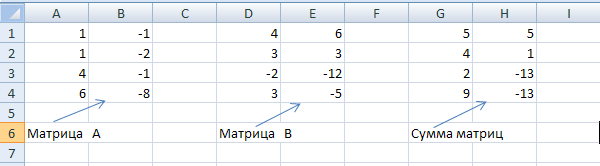 A B C D E F G H I
1 1 -1 4 6 5 5
2 1 -2 3 3 4 1
3 4 -1 -2 -12 2 -13
4 6 -8 3 -5 9 -13
5
6 Матрица A Матрица B Сумма матриц
7